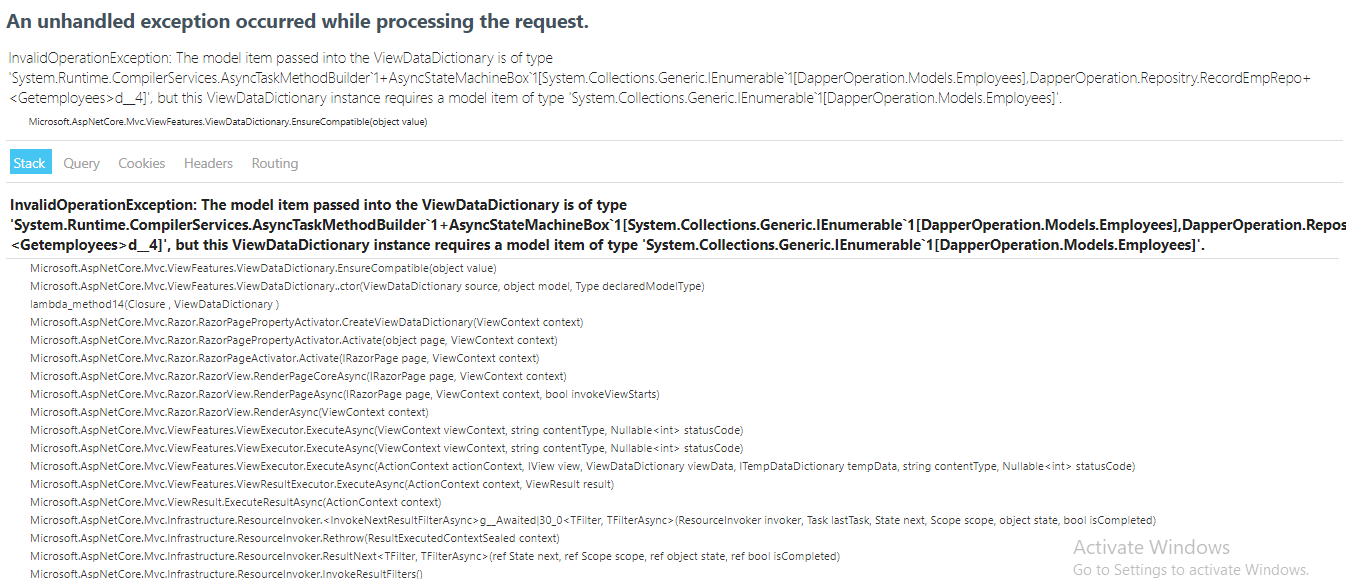 An unhandled exception occurred while processing the request.
InvalidOperationException: The model item passed into the ViewDataDictionary is of type
'System.Runtime.CompilerServices.AsyncTaskMethodBuilder`1+AsyncStateMachineBox`1[System.Collections.Generic.IEnumerable`1[DapperOperation.Models.Employees],DapperOperation.Repositry.RecordEmpRepo+
<Getemployees>d__4]', but this ViewDataDictionary instance requires a model item of type 'System.Collections.Generic.IEnumerable`1[DapperOperation.Models.Employees]'.
Microsoft.AspNetCore.Mvc.ViewFeatures.ViewDataDictionary.EnsureCompatible(object value)
Stack Query Cookies Headers Routing
InvalidOperationException: The model item passed into the ViewDataDictionary is of type
'System.Runtime.CompilerServices.AsyncTaskMethodBuilder`1+AsyncStateMachineBox`1[System.Collections.Generic.IEnumerable`1[DapperOperation.Models.Employees],DapperOperation.Repos
<Getemployees>d__4]', but this ViewDataDictionary instance requires a model item of type 'System.Collections.Generic.IEnumerable`1[DapperOperation.Models.Employees]'.
Microsoft.AspNetCore.Mvc.ViewFeatures.ViewDataDictionary.EnsureCompatible(object value)
Microsoft.AspNetCore.Mvc.ViewFeatures.ViewDataDictionary..ctor(ViewDataDictionary source, object model, Type declaredModelType)
lambda_method14(Closure , ViewDataDictionary )
Microsoft.AspNetCore.Mvc.Razor.RazorPagePropertyActivator.CreateViewDataDictionary(ViewContext context)
Microsoft.AspNetCore.Mvc.Razor.RazorPagePropertyActivator.Activate(object page, ViewContext context)
Microsoft.AspNetCore.Mvc.Razor.RazorPageActivator.Activate(IRazorPage page, ViewContext context)
Microsoft.AspNetCore.Mvc.Razor.RazorView.RenderPageCoreAsync(IRazorPage page, ViewContext context)
Microsoft.AspNetCore.Mvc.Razor.RazorView.RenderPageAsync(IRazorPage page, ViewContext context, bool invokeViewStarts)
Microsoft.AspNetCore.Mvc.Razor.RazorView.RenderAsync(ViewContext context)
Microsoft.AspNetCore.Mvc.ViewFeatures.ViewExecutor.ExecuteAsync(ViewContext viewContext, string contentType, Nullable<int> statusCode)
Microsoft.AspNetCore.Mvc.ViewFeatures.ViewExecutor.ExecuteAsync(ViewContext viewContext, string contentType, Nullable<int> statusCode)
Microsoft.AspNetCore.Mvc.ViewFeatures.ViewExecutor.ExecuteAsync(ActionContext actionContext, IView view, ViewDataDictionary viewData, ITempDataDictionary tempData, string contentType, Nullable<int> statusCode)
Microsoft.AspNetCore.Mvc.ViewFeatures.ViewResultExecutor.ExecuteAsync(ActionContext context, ViewResult result)
Microsoft.AspNetCore.Mvc.ViewResult.ExecuteResultAsync(ActionContext context)
Microsoft.AspNetCore.Mvc.Infrastructure.ResourceInvoker.<InvokeNextResultFilterAsync>g__Awaited|30_0<TFilter, TFilterAsync>(ResourceInvoker invoker, Task lastTask, State next, Scope scope, object state, bool isCompleted)
Microsoft.AspNetCore.Mvc.Infrastructure.ResourceInvoker.Rethrow(ResultExecutedContextSealed context)
Microsoft.AspNetCore.Mvc.Infrastructure.ResourceInvoker.ResultNext<TFilter, TFilterAsync>(ref State next, ref Scope scope, ref object state, ref bool isCompleted)
Microsoft.AspNetCore.Mvc.Infrastructure.ResourceInvoker.InvokeResultFilters()
Activate Windows
Go to Settings to activate Windows.